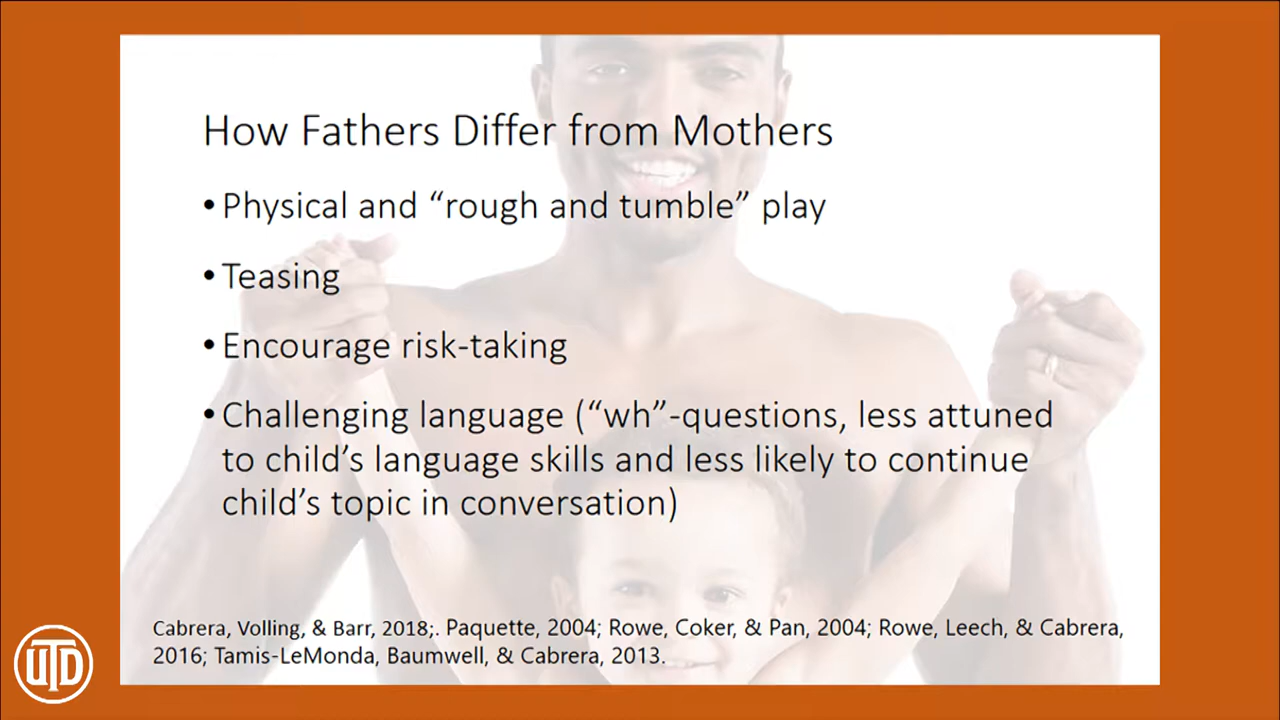 How Fathers Differ from Mothers
• Physical and “rough and tumble” play
• Teasing
• Encourage risk-taking
• Challenging language (“wh”-questions, less attuned
to child’s language skills and less likely to continue
child’s topic in conversation)
Cabrera, Volling, & Barr, 2018;. Paquette, 2004; Rowe, Coker, & Pan, 2004; Rowe, Leech, & Cabrera,
2016; Tamis-LeMonda, Baumwell, & Cabrera, 2013.
UTD